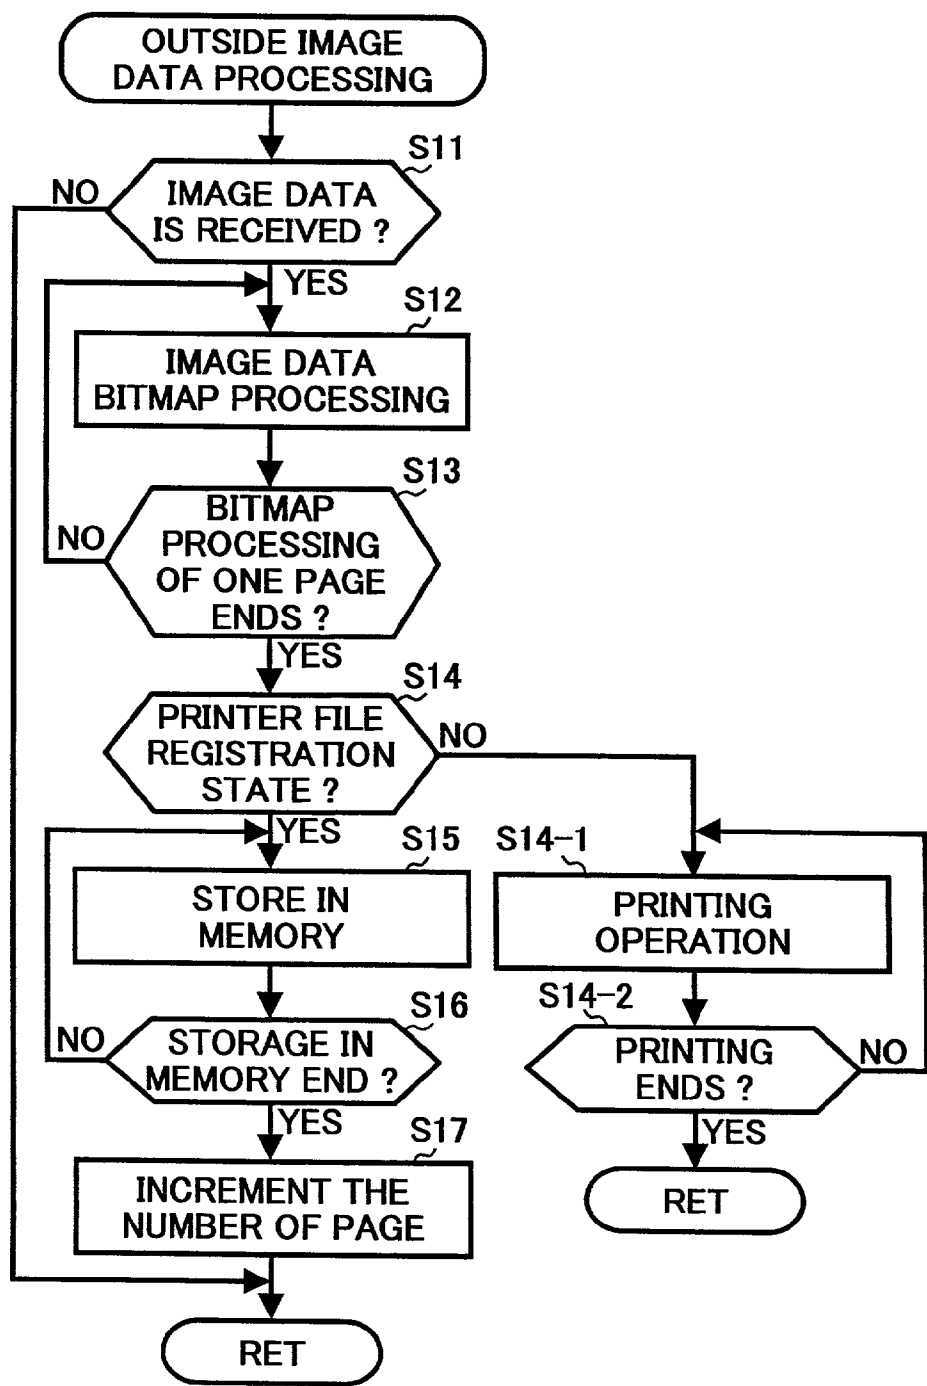 OUTSIDE IMAGE
DATA PROCESSING
S11
NO
IMAGE DATA
IS RECEIVED ?
YES
S12
IMAGE DATA
BITMAP PROCESSING
S13
NO
BITMAP
PROCESSING
OF ONE PAGE
ENDS ?
YES
S14
PRINTER FILE
REGISTRATION
STATE ?
NO
YES
S15
STORE IN
MEMORY
S16
NO
STORAGE IN
MEMORY END ?
YES
S17
INCREMENT THE
NUMBER OF PAGE
RET
S14-1
PRINTING
OPERATION
S14-2
PRINTING
ENDS ?
NO
YES
RET